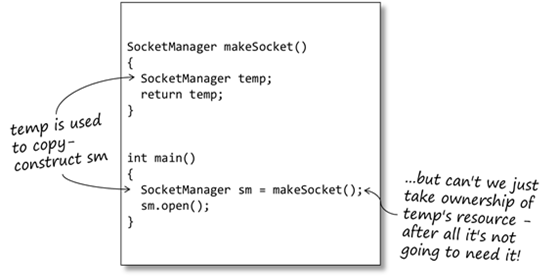 SocketManager makeSocket()
{
SocketManager temp;
return temp;
}
temp is used
to copy-
construct sm
int main()
{
SocketManager sm = makeSocket();
sm.open();
}
...but can't we just
take ownership of
temp's resource -
after all it's not
going to need it!